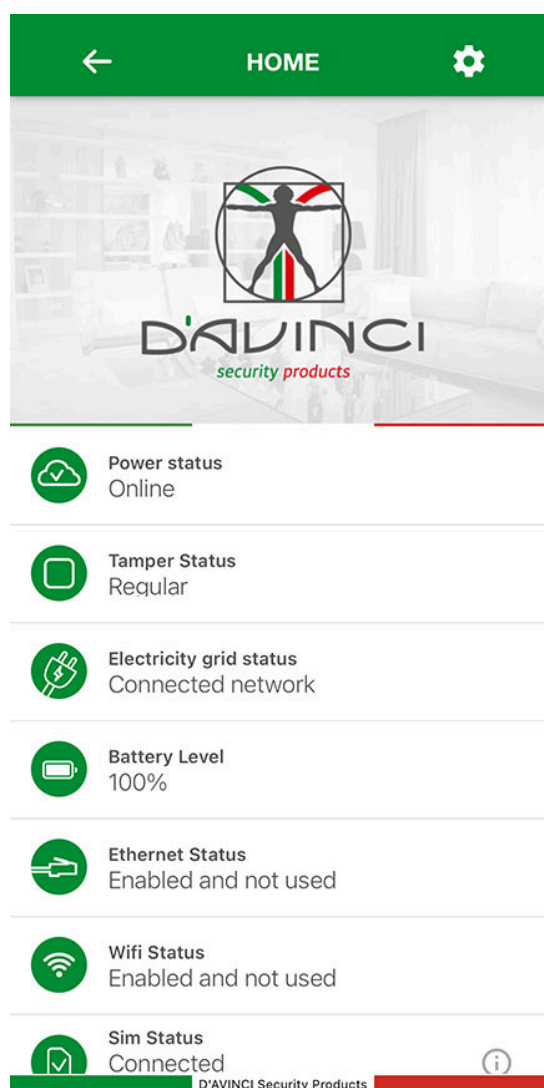 HOME
D'AVINCI
security products
Power status
Online
Tamper Status
Regular
Electricity grid status
Connected network
Battery Level
100%
Ethernet Status
Enabled and not used
Wifi Status
Enabled and not used
Sim Status
Connected
D'AVINCI Security Products